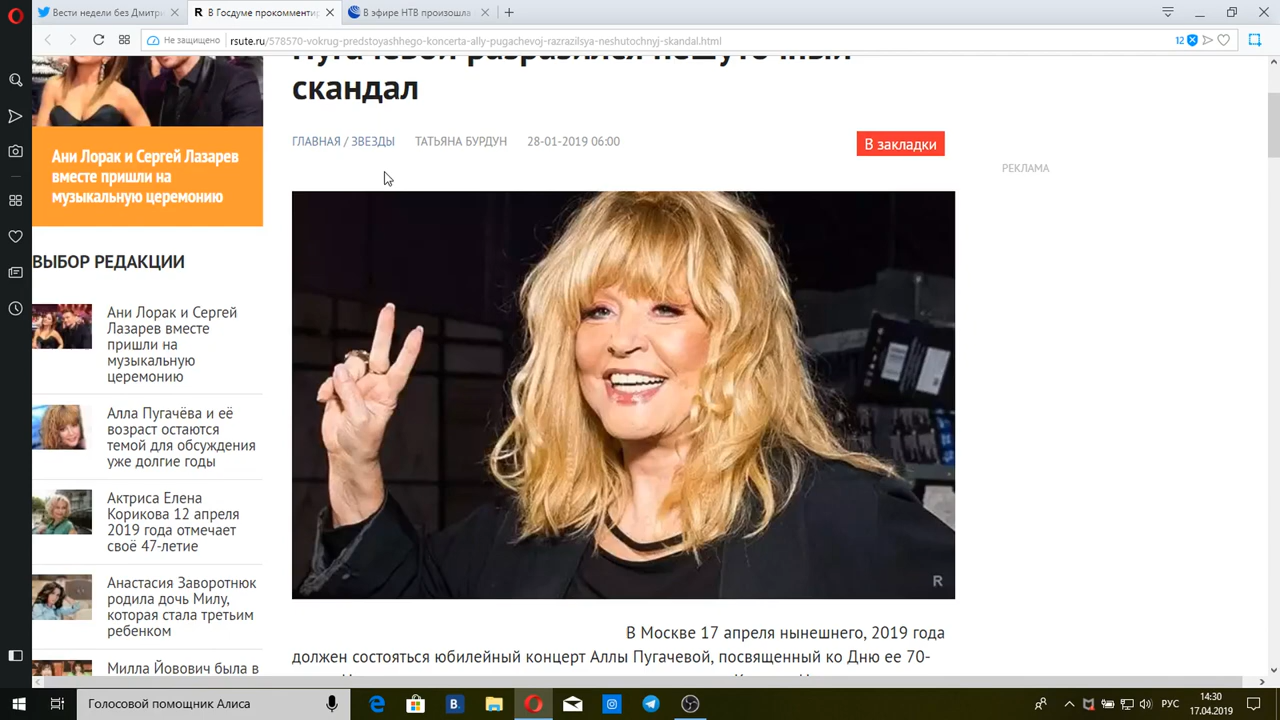 Вести недели без Дмитри
В Госдуме прокомментир
В эфире НТВ произошла
Не защищено
rsute.ru/578570-vokrug-predstoyashhego-koncerta-ally-pugachevoj-razrazilsya-neshutochnyj-skandal.html
12
Пугачевой разразился нешуточный
скандал
ГЛАВНАЯ / ЗВЕЗДЫ
ТАТЬЯНА БУРДУН
28-01-2019 06:00
В закладки
РЕКЛАМА
Ани Лорак и Сергей Лазарев
вместе пришли на
музыкальную церемонию
ВЫБОР РЕДАКЦИИ
Ани Лорак и Сергей
Лазарев вместе
пришли на
музыкальную
церемонию
Алла Пугачёва и её
возраст остаются
темой для обсуждения
уже долгие годы
Актриса Елена
Корикова 12 апреля
2019 года отмечает
своё 47-летие
Анастасия Заворотнюк
родила дочь Милу,
которая стала третьим
ребенком
Милла Йовович была в
R
В Москве 17 апреля нынешнего, 2019 года
должен состояться юбилейный концерт Аллы Пугачевой, посвященный ко Дню ее 70-
Голосовой помощник Алиса
РУС
14:30
17.04.2019